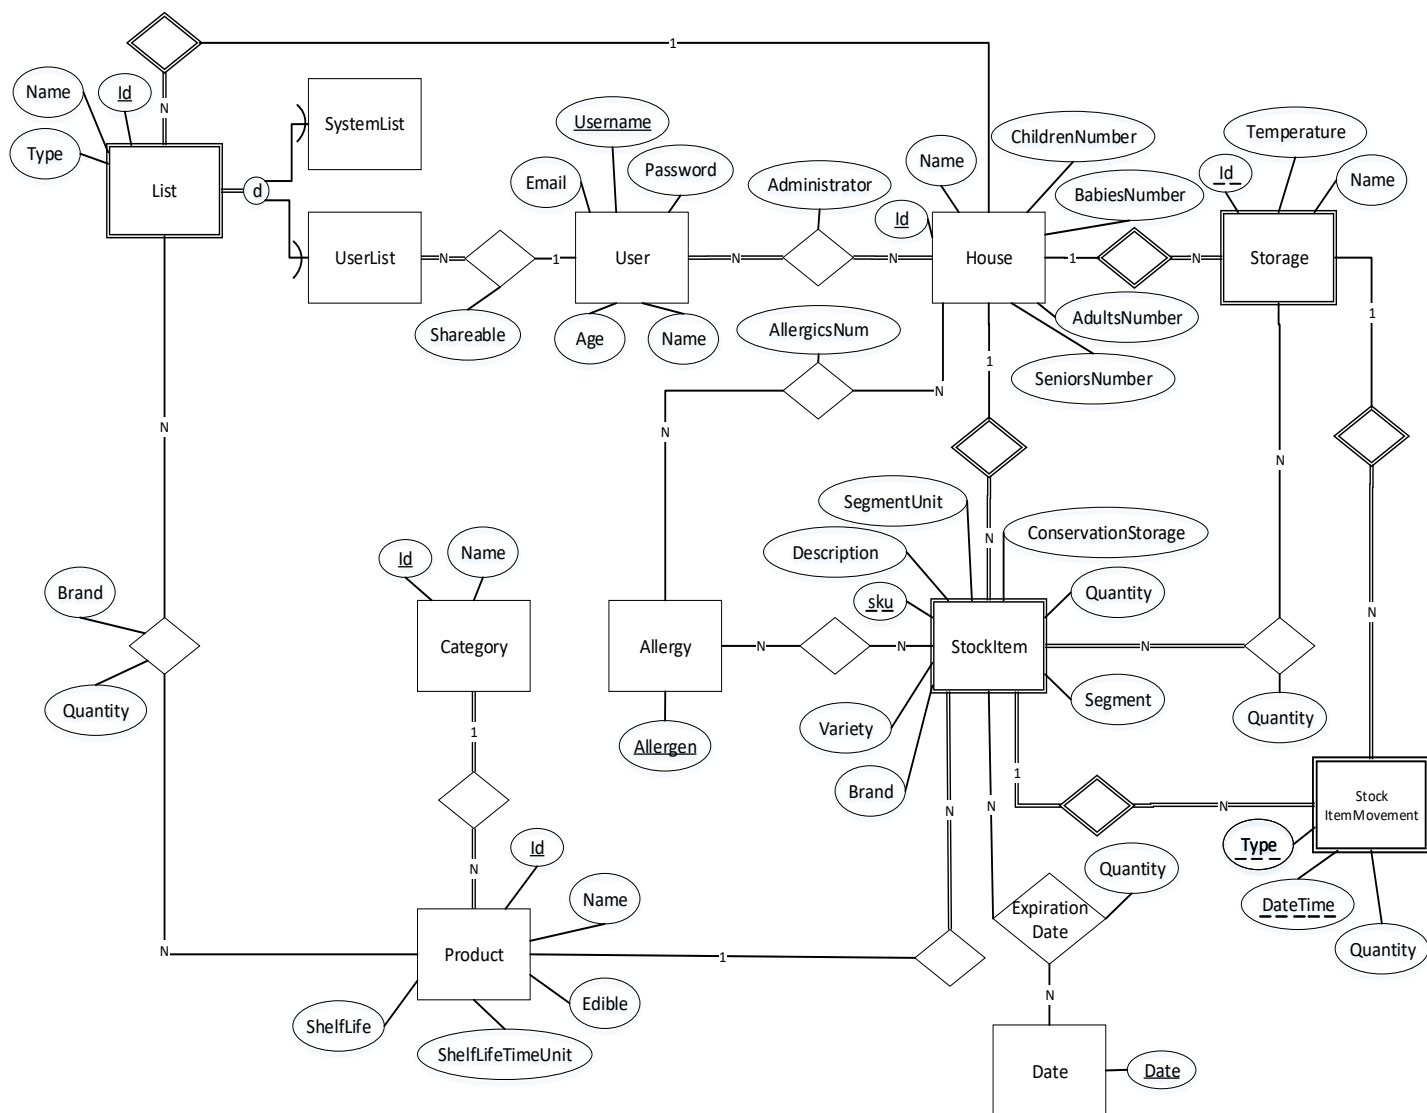 1
N
Name
Id
Type
List
d
SystemList
UserList
N
1
Shareable
Username
Email
Password
User
Age
Name
N
Administrator
N
AllergicsNum
N
N
Name
Id
ChildrenNumber
BabiesNumber
House
AdultsNumber
SeniorsNumber
1
N
Temperature
Id
Name
Storage
1
N
1
N
N
Quantity
1
N
SegmentUnit
Description
sku
ConservationStorage
Quantity
StockItem
Segment
Variety
Brand
N
N
Allergy
Allergen
N
Brand
Quantity
N
Id
Name
Category
1
N
Id
Name
Product
Edible
ShelfLife
ShelfLifeTimeUnit
1
N
N
Expiration
Date
Quantity
N
Date
Date
1
N
Stock
ItemMovement
Type
DateTime
Quantity